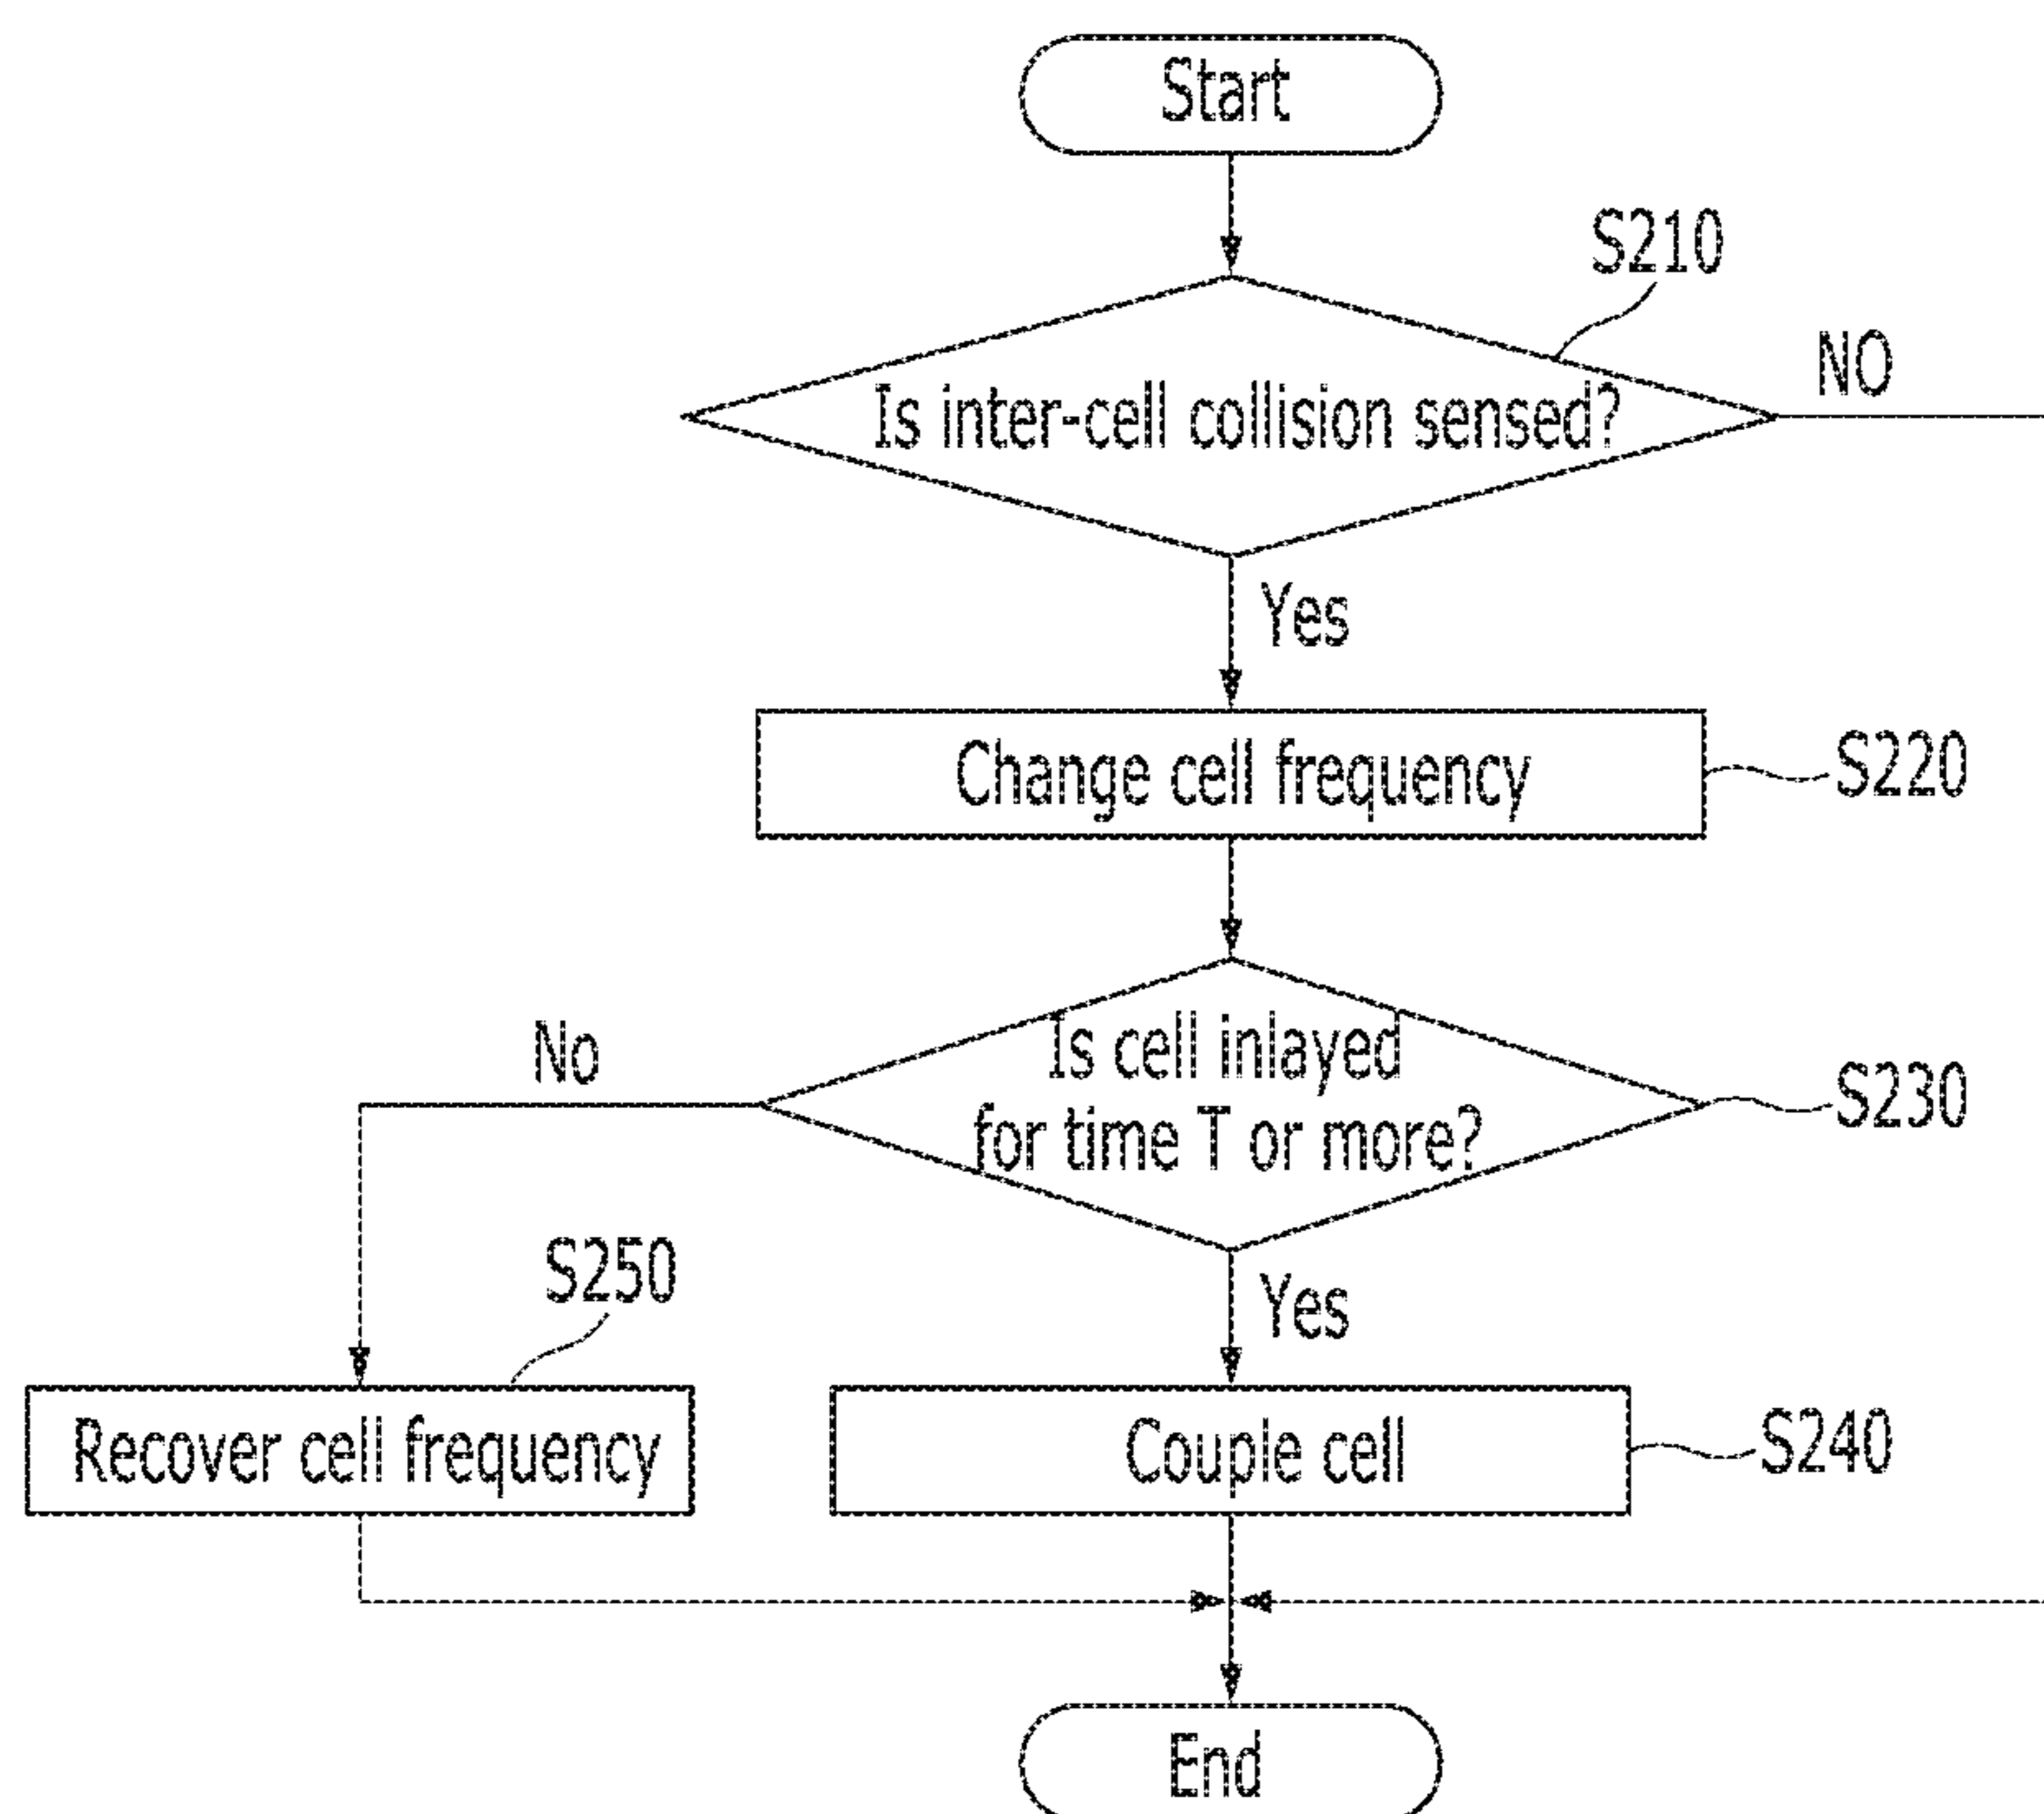 Start
S210
NO
Is inter-cell collision sensed?
Yes
Change cell frequency
S220
No
Is cell inlayed
for time T or more?
S230
S250
Yes
Recover cell frequency
Couple cell
S240
End